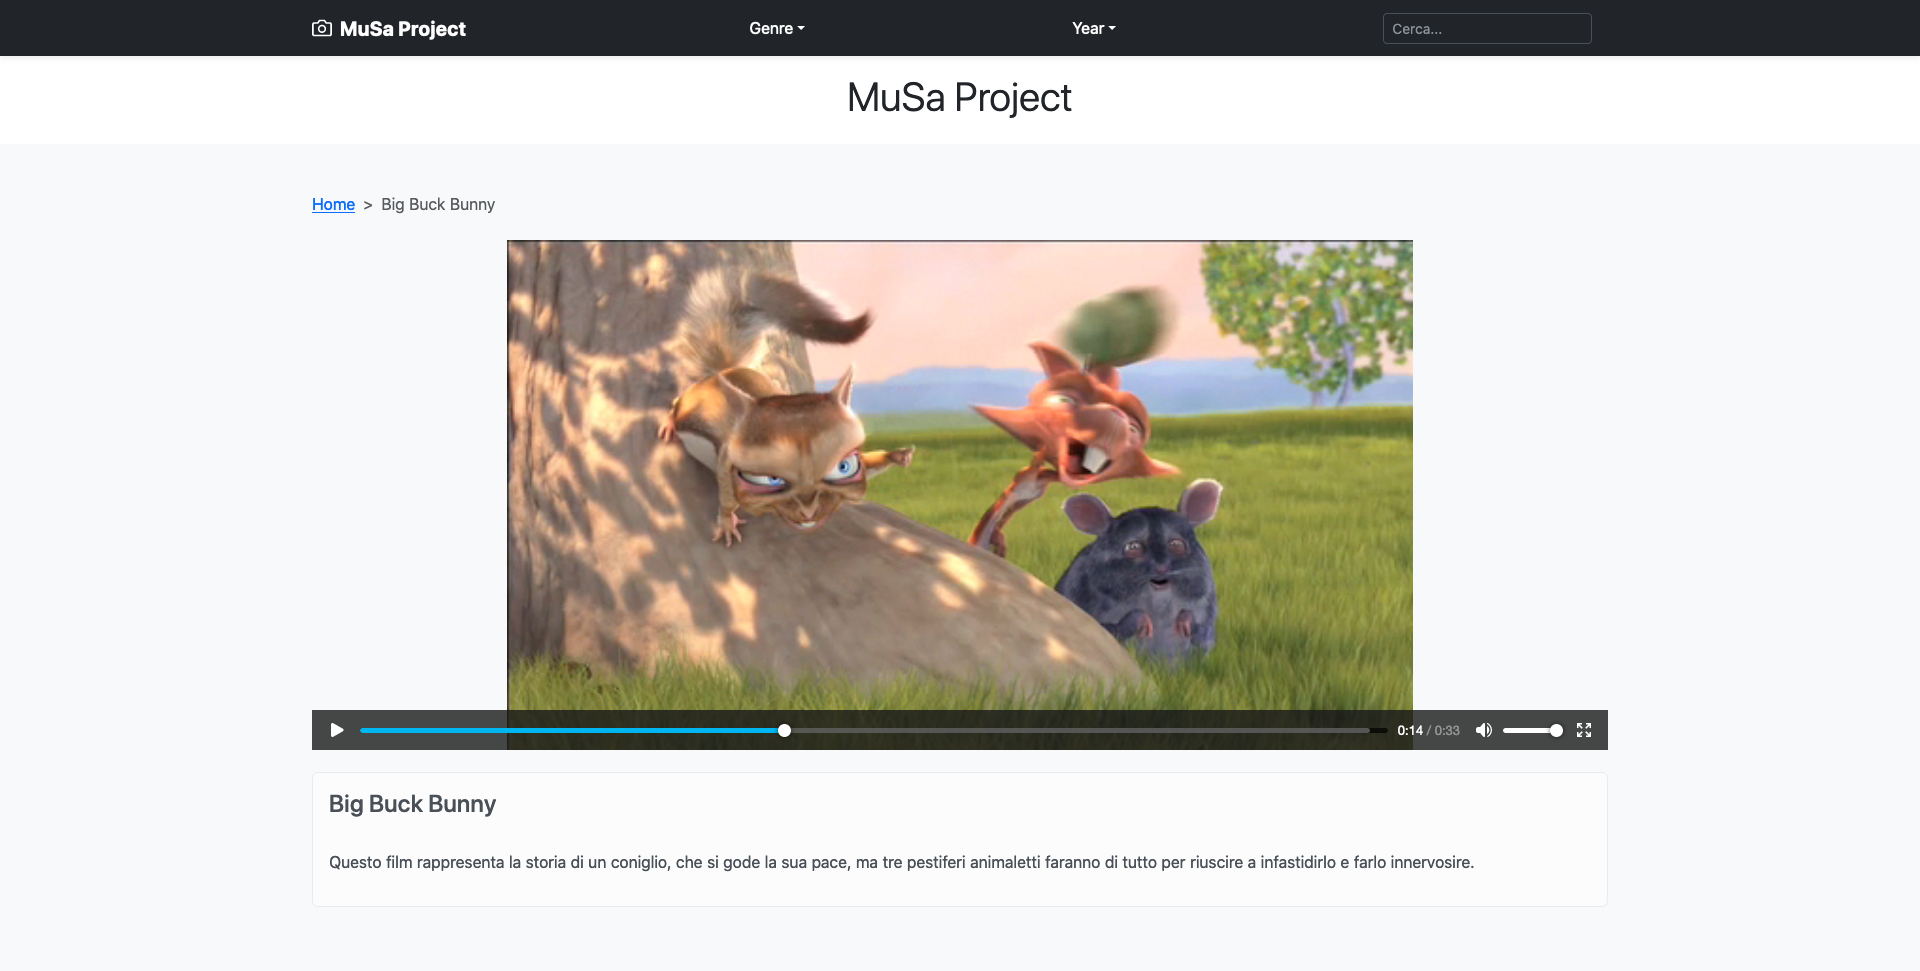 MuSa Project
Genre
Year
Cerca...
MuSa Project
Home > Big Buck Bunny
0:14 / 0:33
Big Buck Bunny
Questo film rappresenta la storia di un coniglio, che si gode la sua pace, ma tre pestiferi animaletti faranno di tutto per riuscire a infastidirlo e farlo innervosire.